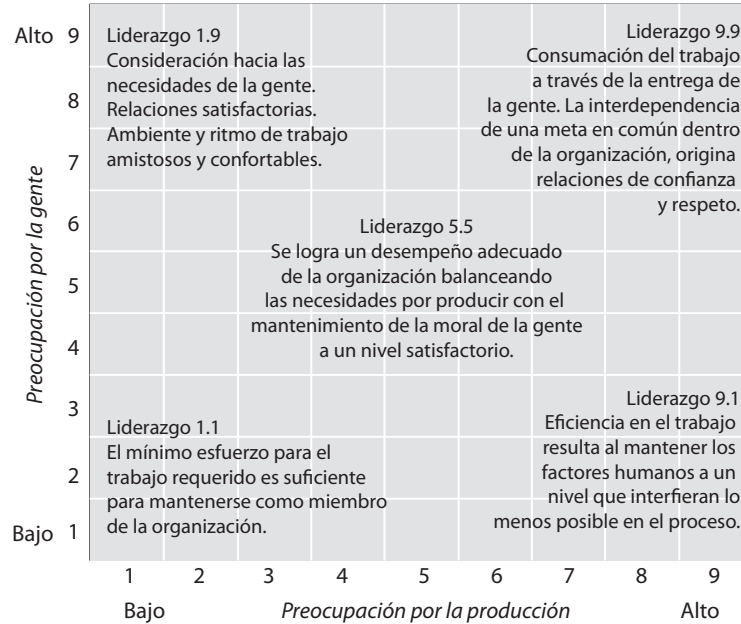 Alto 9
8
7
6
5
4
3
2
Bajo 1
Preocupación por la gente
Liderazgo 1.9
Consideración hacia las
necesidades de la gente.
Relaciones satisfactorias.
Ambiente y ritmo de trabajo
amistosos y confortables.
Liderazgo 9.9
Consumación del trabajo
a través de la entrega de
la gente. La interdependencia
de una meta en común dentro
de la organización, origina
relaciones de confianza
y respeto.
Liderazgo 5.5
Se logra un desempeño adecuado
de la organización balanceando
las necesidades por producir con el
mantenimiento de la moral de la gente
a un nivel satisfactorio.
Liderazgo 1.1
El mínimo esfuerzo para el
trabajo requerido es suficiente
para mantenerse como miembro
de la organización.
Liderazgo 9.1
Eficiencia en el trabajo
resulta al mantener los
factores humanos a un
nivel que interfieran lo
menos posible en el proceso.
1 2 3 4 5 6 7 8 9
Bajo Preocupación por la producción Alto